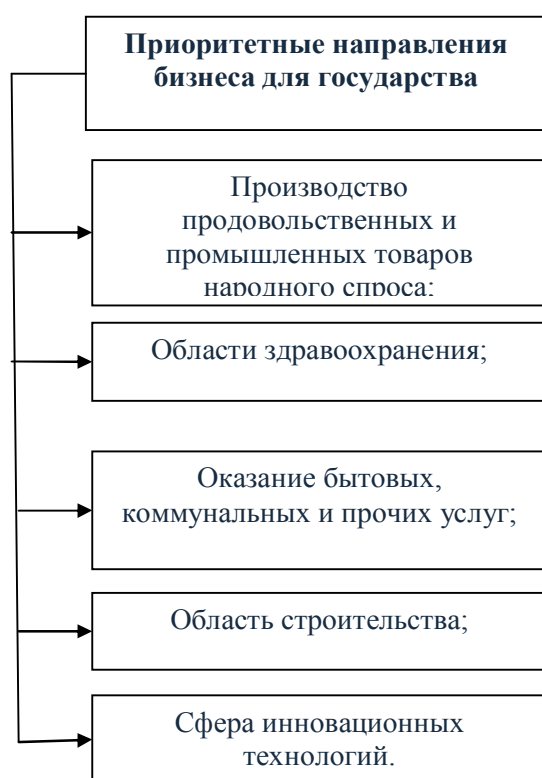 Приоритетные направления
бизнеса для государства
Производство
продовольственных и
промышленных товаров
народного спроса;
Области здравоохранения;
Оказание бытовых,
коммунальных и прочих услуг;
Область строительства;
Сфера инновационных
технологий.